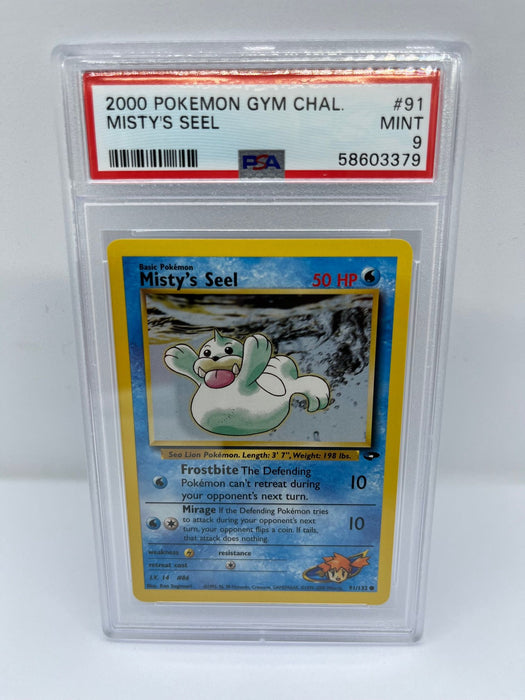 2000 POKEMON GYM CHAL. #91
MISTY'S SEEL MINT
9
PSA 58603379
Basic Pokémon
Misty's Seel 50 HP
Sea Lion Pokémon. Length: 3' 7", Weight: 198 lbs.
Frostbite The Defending
Pokémon can't retreat during 10
your opponent's next turn.
Mirage If the Defending Pokémon tries
to attack during your opponent's next 10
turn, your opponent flips a coin. If tails,
that attack does nothing.
weakness resistance
retreat cost
LV. 14 #86
Illus. Ken Sugimori 91/132